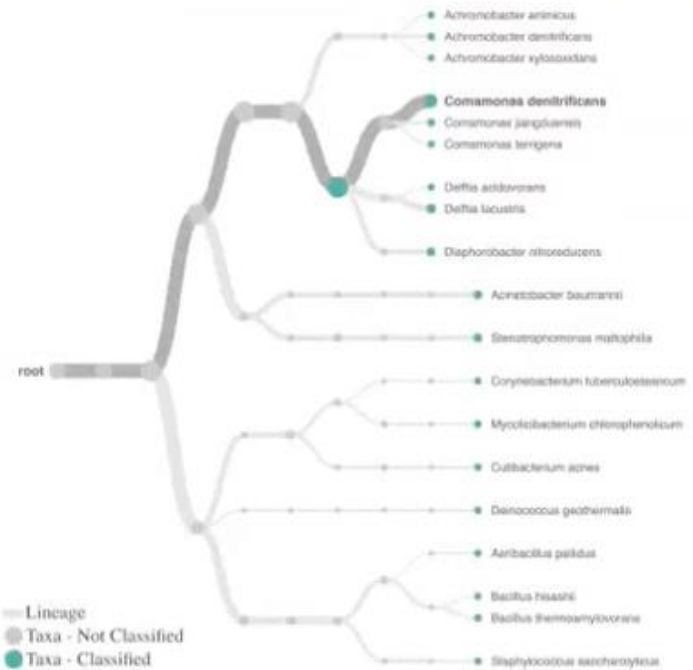 Achromobacter animicus
Achromobacter denitrificans
Achromobacter xylosoxidans
Comamonas denitrificans
Comamonas jiangduensis
Comamonas terrigena
Delftia acidovorans
Delftia lacustris
Diaphorobacter nitroreducens
Acinetobacter baumannii
Stenotrophomonas maltophilia
root
Corynebacterium tuberculostearicum
Mycolicibacterium chlorophenolicum
Cutibacterium acnes
Deinococcus geothermalis
Aeribacillus pallidus
Bacillus hisashii
Bacillus thermoamylovorans
Staphylococcus saccharolyticus
Lineage
Taxa - Not Classified
Taxa - Classified